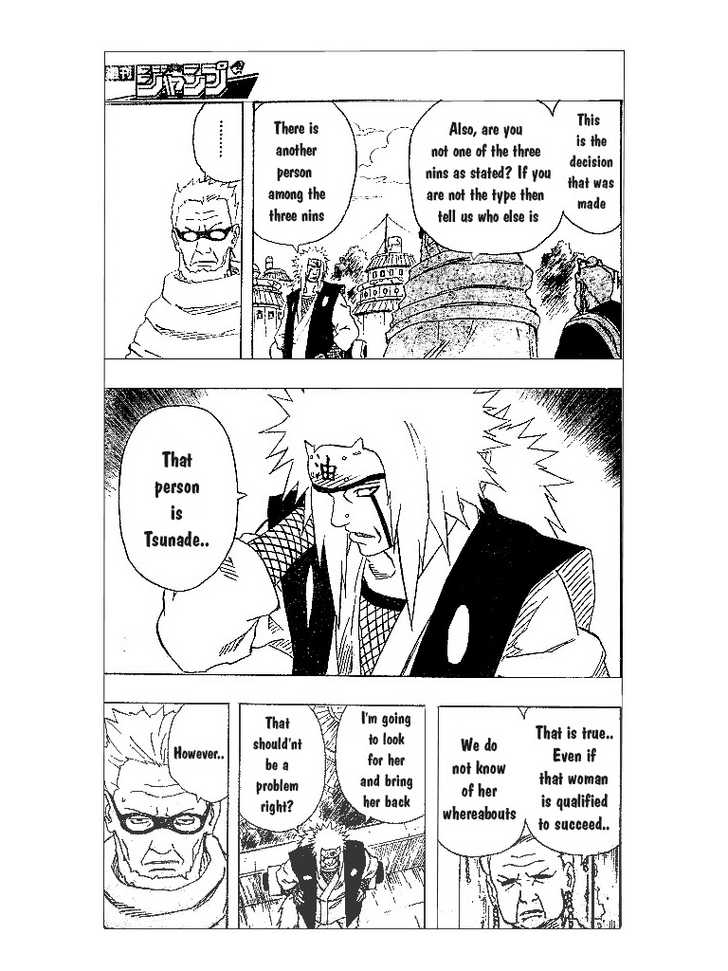 週刊
ジャンプ
This
is the
decision
that was
made
Also, are you
not one of the three
nins as stated? If you
are not the type then
tell us who else is
There is
another
person
among the
three nins
........
油
That
person
is
Tsunade..
That is true..
Even if
that woman
is qualified
to succeed..
We do
not know
of her
whereabouts
I'm going
to look
for her
and bring
her back
That
should'nt
be a
problem
right?
However..